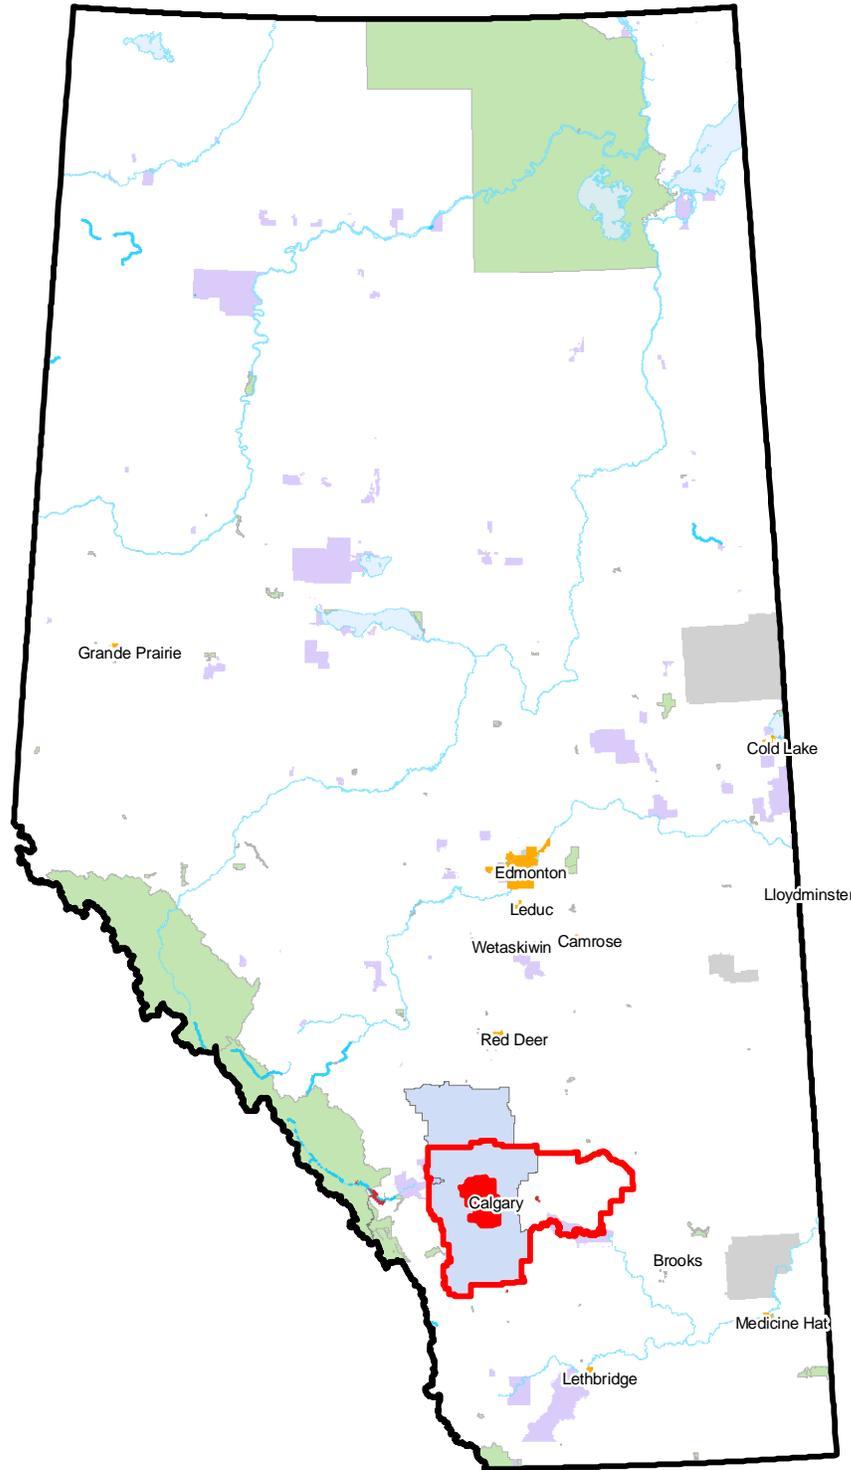 Grande Prairie
Cold Lake
Edmonton
Lloydminster
Leduc
Camrose
Wetaskiwin
Red Deer
Calgary
Brooks
Medicine Hat
Lethbridge